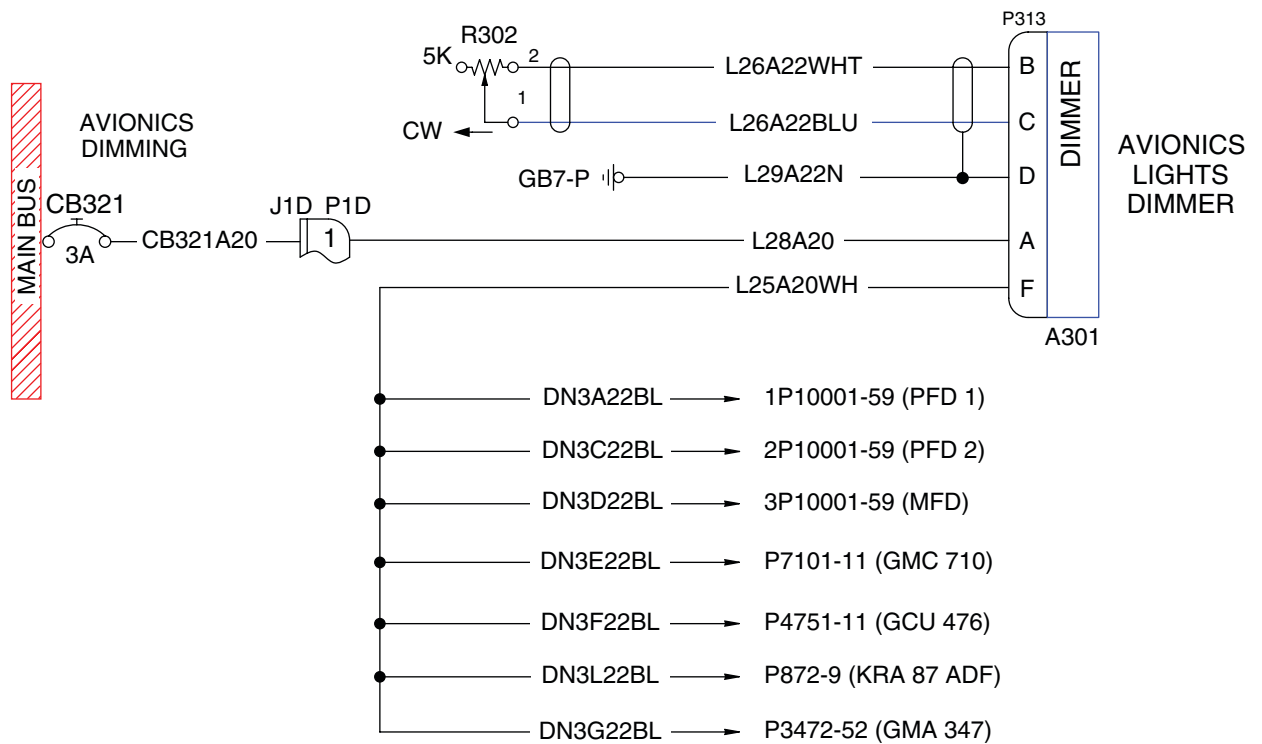 P313
R302
5K
2
L26A22WHT
B
1
CW
L26A22BLU
C
DIMMER
AVIONICS
LIGHTS
DIMMER
AVIONICS
DIMMING
GB7-P
L29A22N
D
MAIN BUS
CB321
3A
CB321A20
J1D P1D
1
L28A20
A
L25A20WH
F
A301
DN3A22BL
1P10001-59 (PFD 1)
DN3C22BL
2P10001-59 (PFD 2)
DN3D22BL
3P10001-59 (MFD)
DN3E22BL
P7101-11 (GMC 710)
DN3F22BL
P4751-11 (GCU 476)
DN3L22BL
P872-9 (KRA 87 ADF)
DN3G22BL
P3472-52 (GMA 347)